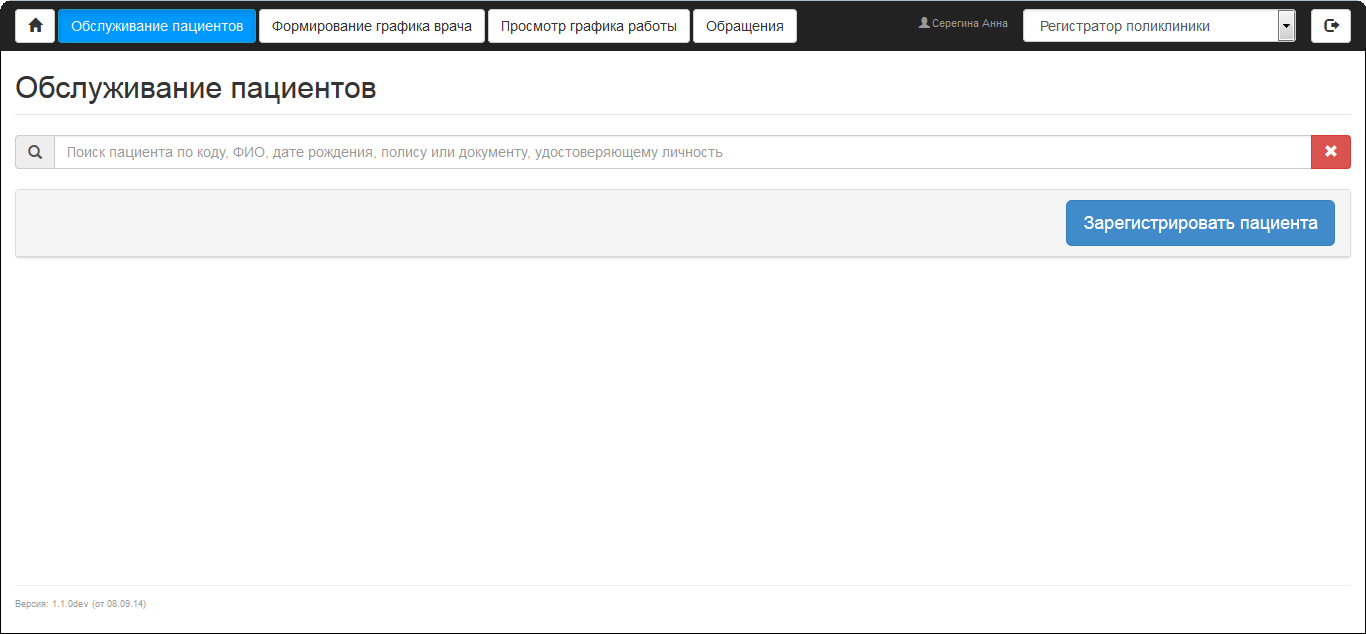 Обслуживание пациентов Формирование графика врача Просмотр графика работы Обращения Серегина Анна Регистратор поликлиники
Обслуживание пациентов
Поиск пациента по коду, ФИО, дате рождения, полису или документу, удостоверяющему личность
Зарегистрировать пациента
Версия: 1.1.0dev (от 08.09.14)